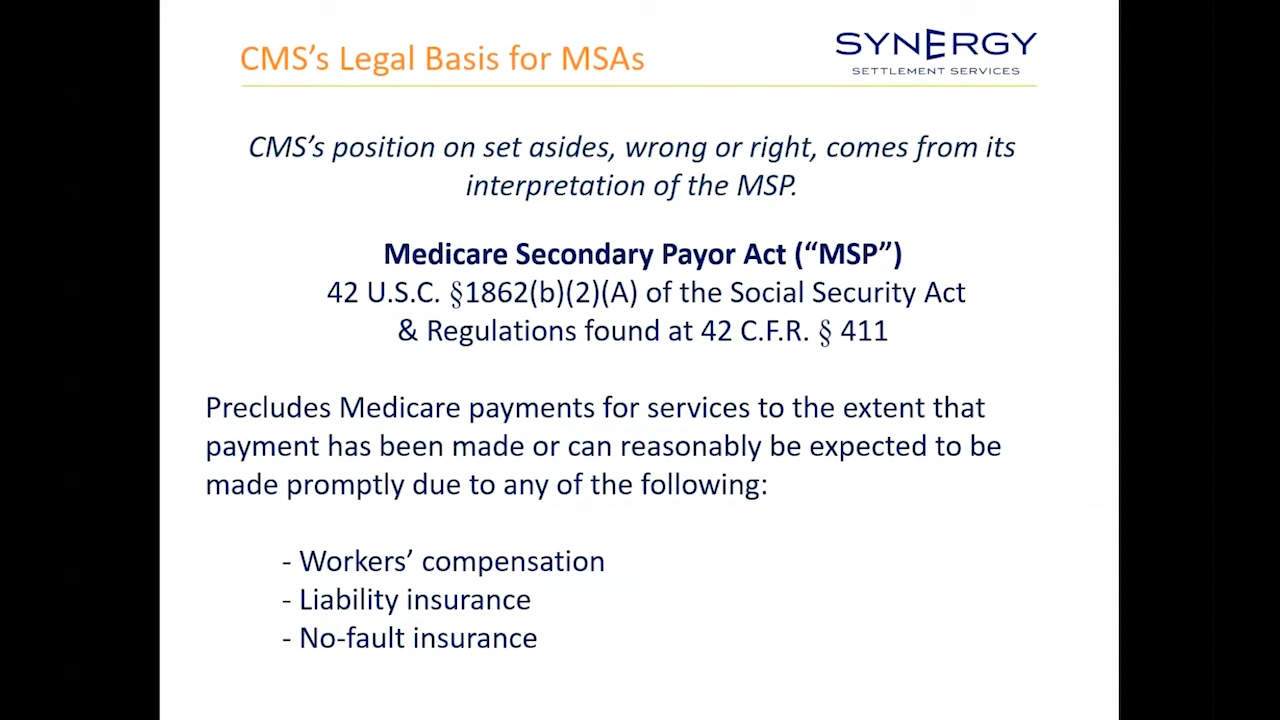 CMS's Legal Basis for MSAs
SYNERGY
SETTLEMENT SERVICES
CMS's position on set asides, wrong or right, comes from its
interpretation of the MSP.
Medicare Secondary Payor Act (“MSP”)
42 U.S.C. §1862(b)(2)(A) of the Social Security Act
& Regulations found at 42 C.F.R. § 411
Precludes Medicare payments for services to the extent that
payment has been made or can reasonably be expected to be
made promptly due to any of the following:
- Workers’ compensation
- Liability insurance
- No-fault insurance